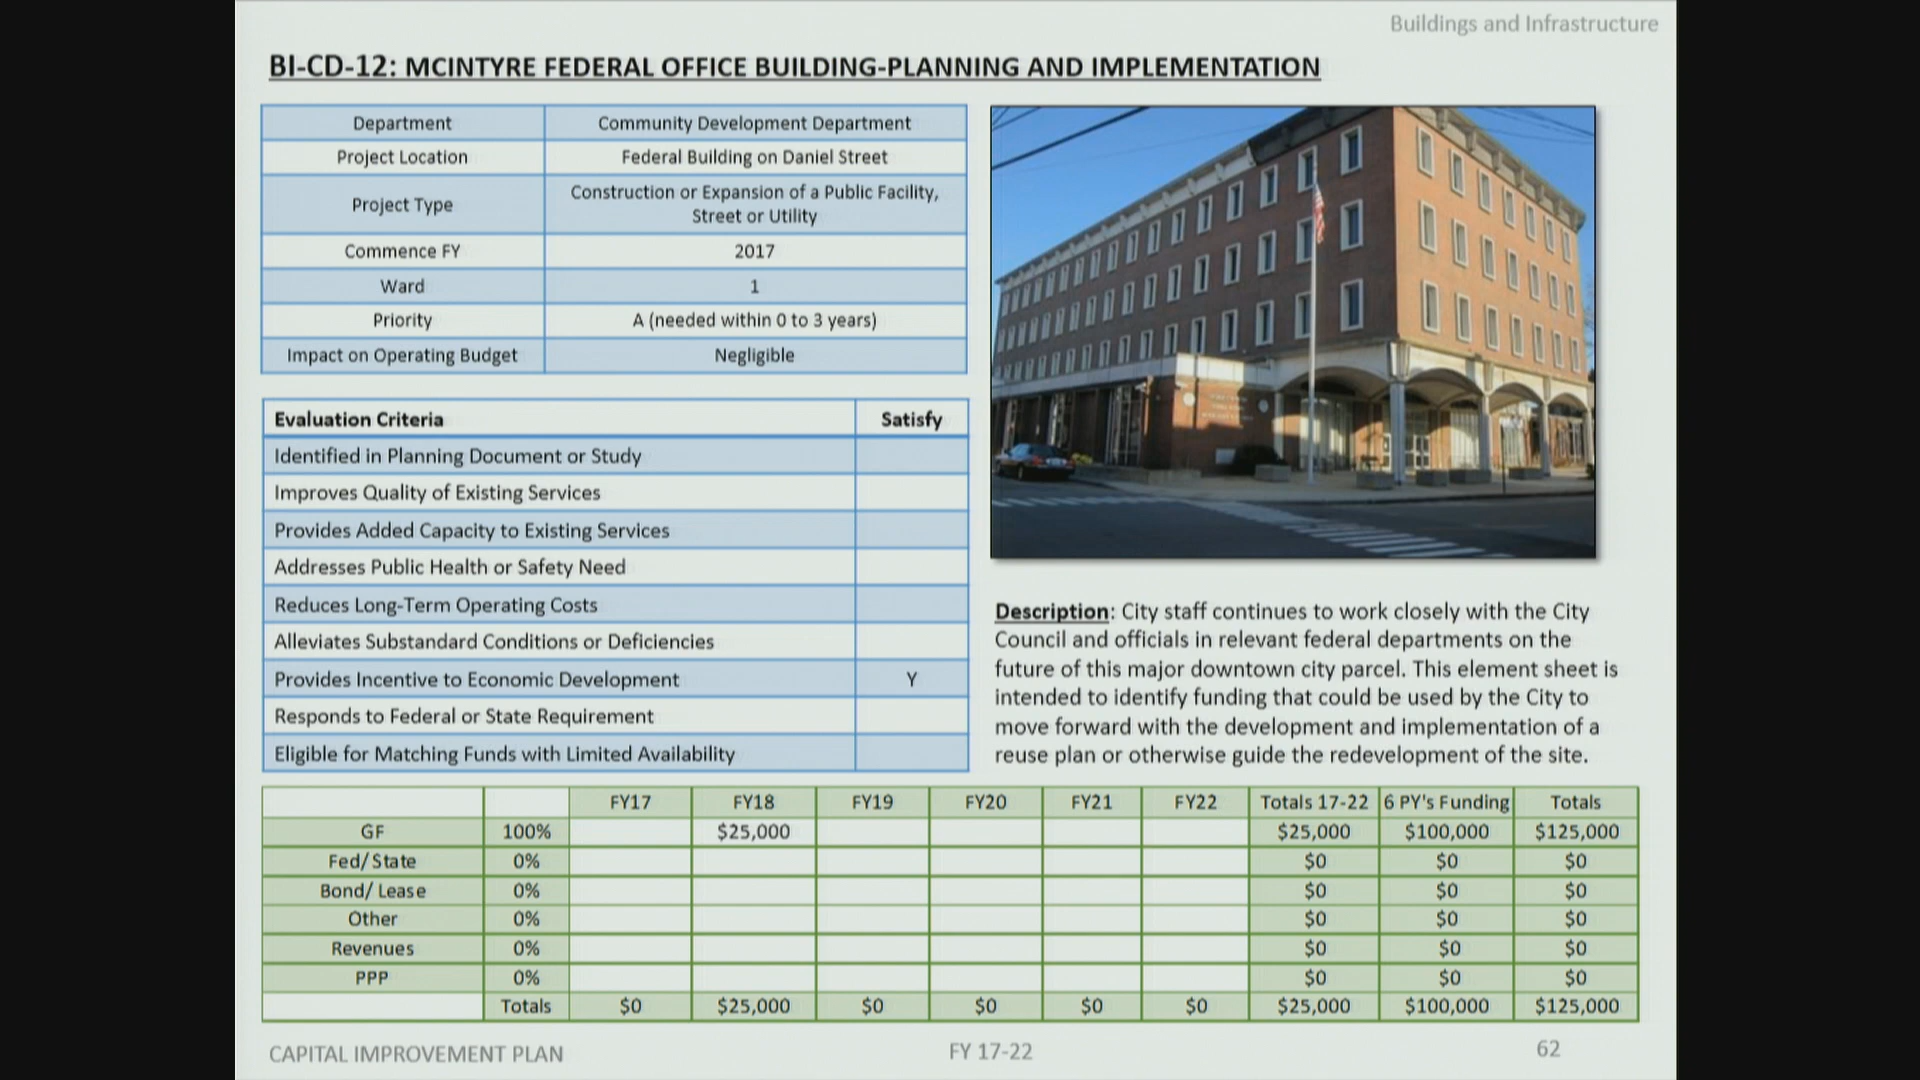 Buildings and Infrastructure
BI-CD-12: MCINTYRE FEDERAL OFFICE BUILDING-PLANNING AND IMPLEMENTATION
Department Community Development Department
Project Location Federal Building on Daniel Street
Project Type Construction or Expansion of a Public Facility,
Street or Utility
Commence FY 2017
Ward 1
Priority A (needed within 0 to 3 years)
Impact on Operating Budget Negligible
Evaluation Criteria Satisfy
Identified in Planning Document or Study
Improves Quality of Existing Services
Provides Added Capacity to Existing Services
Addresses Public Health or Safety Need
Reduces Long-Term Operating Costs
Alleviates Substandard Conditions or Deficiencies
Provides Incentive to Economic Development Y
Responds to Federal or State Requirement
Eligible for Matching Funds with Limited Availability
Description: City staff continues to work closely with the City
Council and officials in relevant federal departments on the
future of this major downtown city parcel. This element sheet is
intended to identify funding that could be used by the City to
move forward with the development and implementation of a
reuse plan or otherwise guide the redevelopment of the site.
FY17 FY18 FY19 FY20 FY21 FY22 Totals 17-22 6 PY's Funding Totals
GF 100% $25,000 $25,000 $100,000 $125,000
Fed/ State 0% $0 $0 $0
Bond/ Lease 0% $0 $0 $0
Other 0% $0 $0 $0
Revenues 0% $0 $0 $0
PPP 0% $0 $0 $0
Totals $0 $25,000 $0 $0 $0 $0 $25,000 $100,000 $125,000
CAPITAL IMPROVEMENT PLAN FY 17-22 62